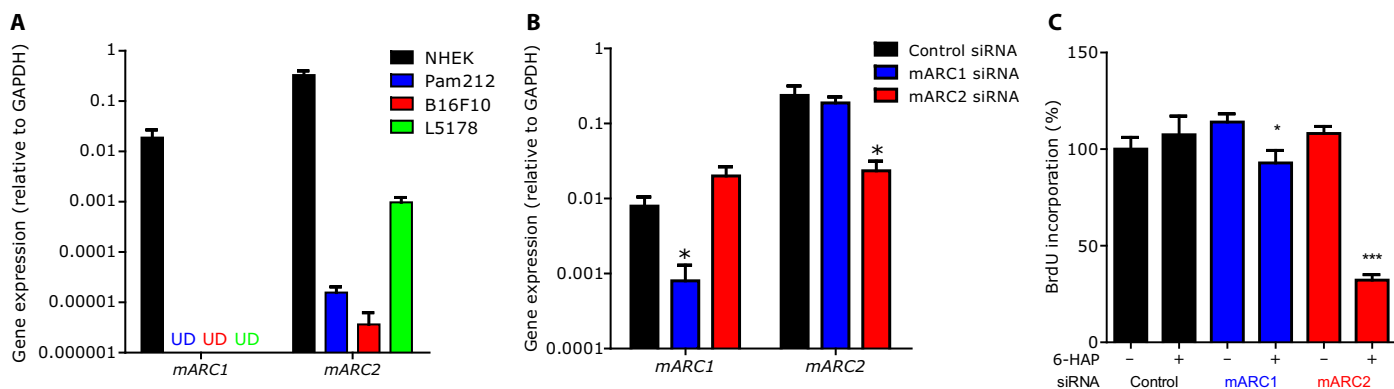 A
Gene expression (relative to GAPDH)
1
0.1
0.01
0.001
0.0001
0.00001
0.000001
NHEK
Pam212
B16F10
L5178
UD UD UD
mARC1 mARC2
B
Gene expression (relative to GAPDH)
1
0.1
0.01
0.001
0.0001
Control siRNA
mARC1 siRNA
mARC2 siRNA
*
*
mARC1 mARC2
C
BrdU incorporation (%)
150
100
50
0
*
***
6-HAP – + – + – +
siRNA Control mARC1 mARC2